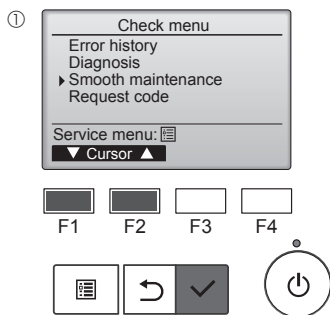 ①
Check menu
Error history
Diagnosis
Smooth maintenance
Request code
Service menu:
▼ Cursor ▲
F1 F2 F3 F4